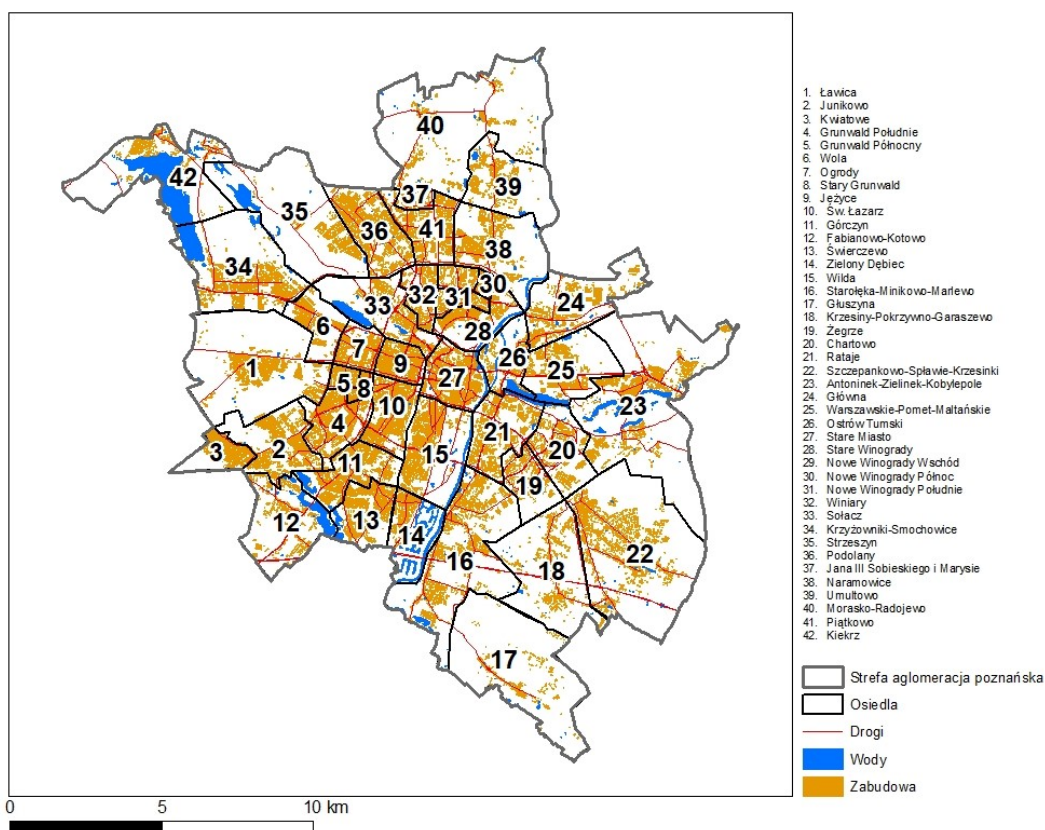 40
42
37
39
35
36
41
38
34
30
33
32
31
24
6
28
7
26
1
9
25
5
8
27
23
10
4
21
3
2
20
11
15
19
12
13
14
22
16
18
17
0 5 10 km
1. Ławica
2. Junikowo
3. Kwiatowe
4. Grunwald Południe
5. Grunwald Północny
6. Wola
7. Ogrody
8. Stary Grunwald
9. Jeżyce
10. Św. Łazarz
11. Górczyn
12. Fabianowo-Kotowo
13. Świerczewo
14. Zielony Dębiec
15. Wilda
16. Starołęka-Minikowo-Marlewo
17. Głuszyna
18. Krzesiny-Pokrzywno-Garaszewo
19. Żegrze
20. Chartowo
21. Rataje
22. Szczepankowo-Spławie-Krzesinki
23. Antoninek-Zielinek-Kobylepole
24. Główna
25. Warszawskie-Pomet-Maltańskie
26. Ostrów Tumski
27. Stare Miasto
28. Stare Winogrady
29. Nowe Winogrady Wschód
30. Nowe Winogrady Północ
31. Nowe Winogrady Południe
32. Winiary
33. Sołacz
34. Krzyżowniki-Smochowice
35. Strzeszyn
36. Podolany
37. Jana III Sobieskiego i Marysie
38. Naramowice
39. Umultowo
40. Morasko-Radojewo
41. Piątkowo
42. Kiekrz
Strefa aglomeracja poznańska
Osiedla
Drogi
Wody
Zabudowa